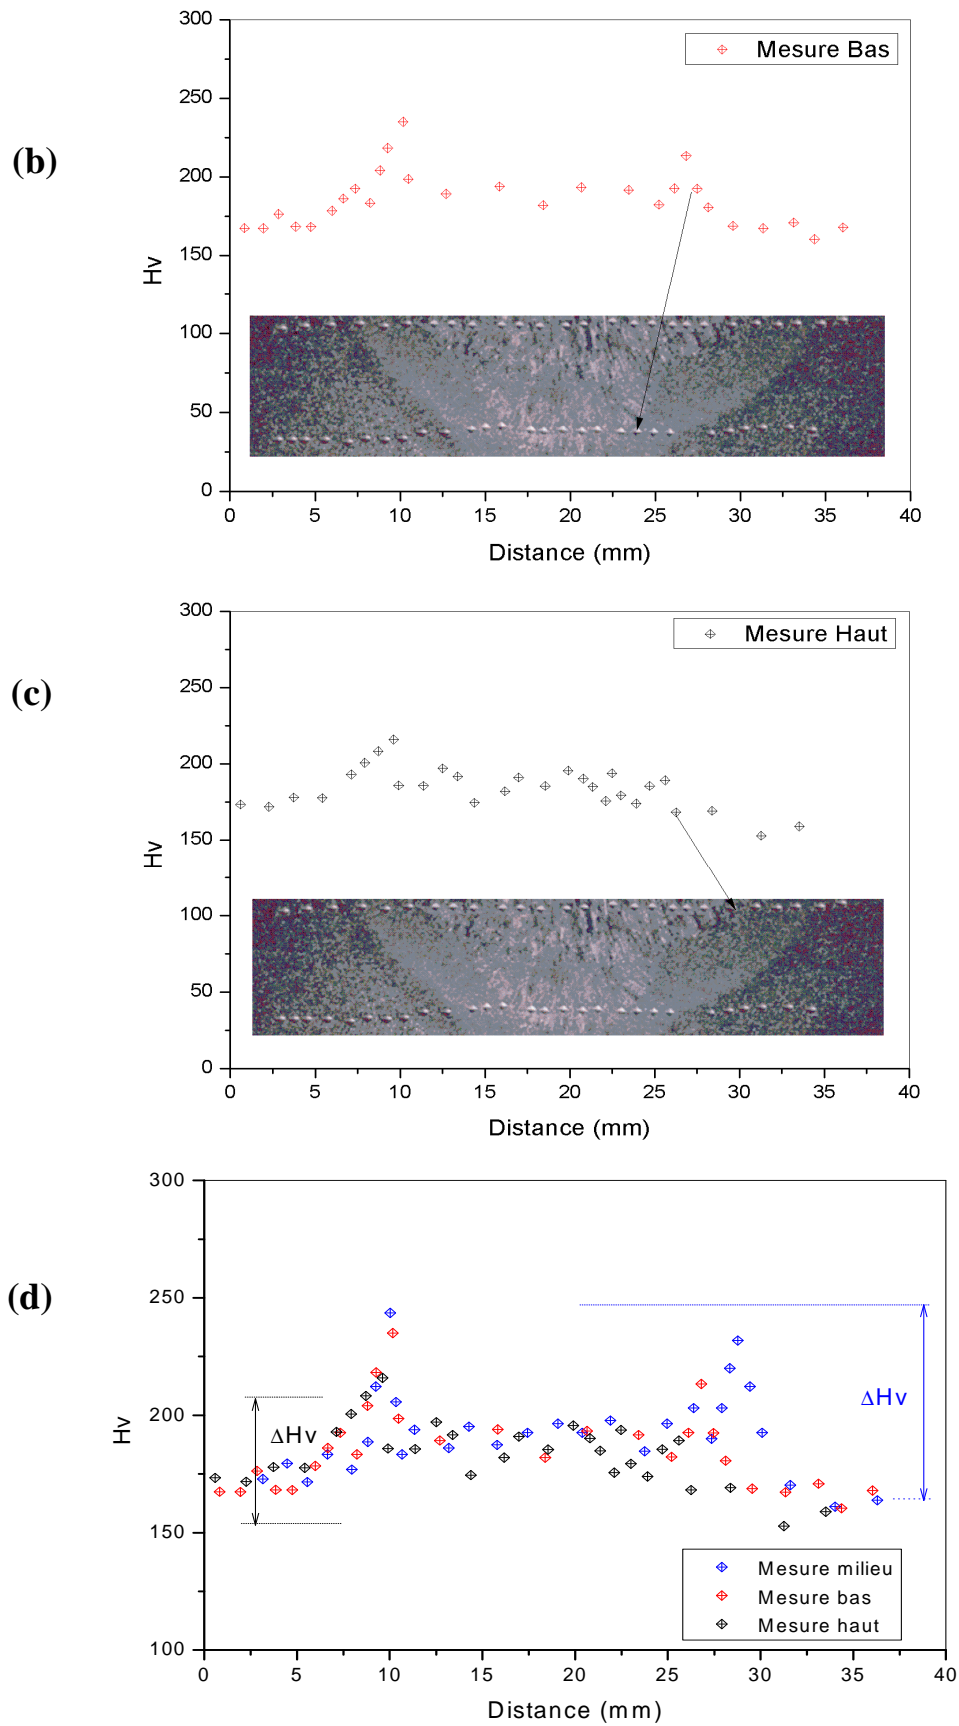 (b)
300
250
200
150
100
50
0
Hv
Mesure Bas
0 5 10 15 20 25 30 35 40
Distance (mm)
(c)
300
250
200
150
100
50
0
Hv
Mesure Haut
0 5 10 15 20 25 30 35 40
Distance (mm)
(d)
300
250
200
150
100
Hv
ΔHv
ΔHv
Mesure milieu
Mesure bas
Mesure haut
0 5 10 15 20 25 30 35 40
Distance (mm)